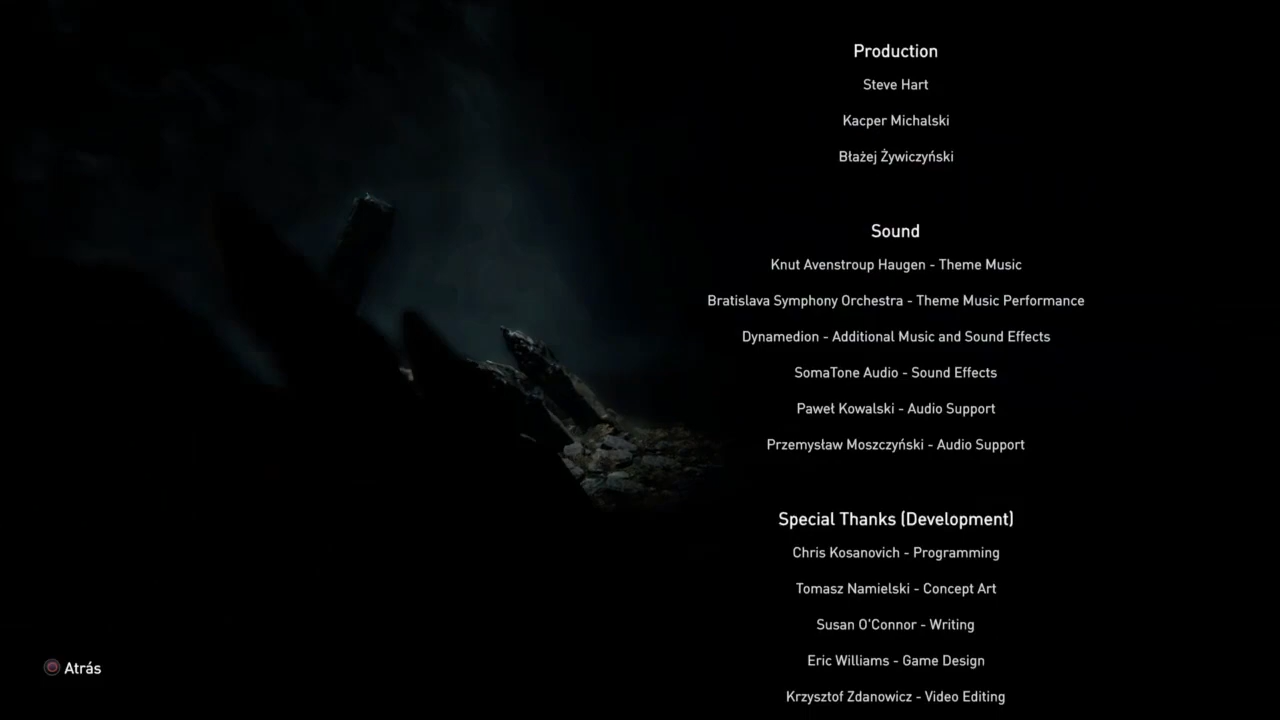 Production
Steve Hart
Kacper Michalski
Błażej Żywiczyński
Sound
Knut Avenstroup Haugen - Theme Music
Bratislava Symphony Orchestra - Theme Music Performance
Dynamedion - Additional Music and Sound Effects
SomaTone Audio - Sound Effects
Paweł Kowalski - Audio Support
Przemysław Moszczyński - Audio Support
Special Thanks (Development)
Chris Kosanovich - Programming
Tomasz Namielski - Concept Art
Susan O'Connor - Writing
Eric Williams - Game Design
Krzysztof Zdanowicz - Video Editing
Atrás